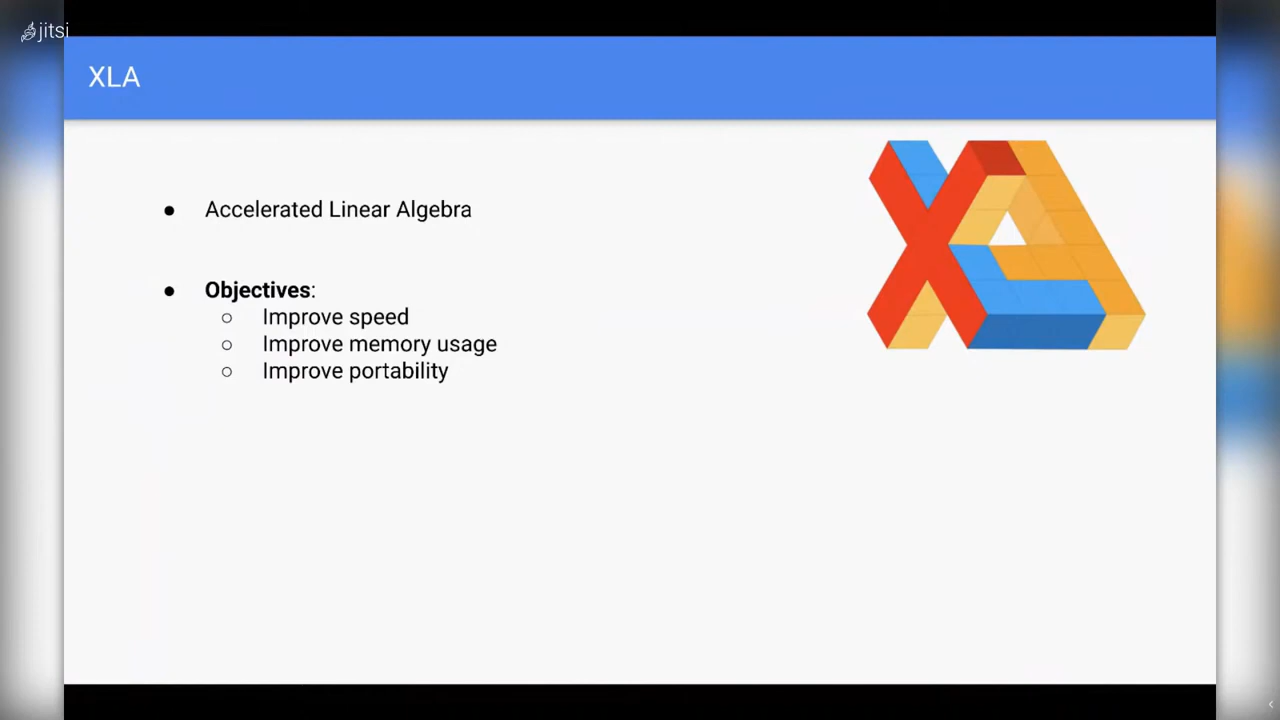 jitsi
XLA
● Accelerated Linear Algebra
● Objectives:
○ Improve speed
○ Improve memory usage
○ Improve portability